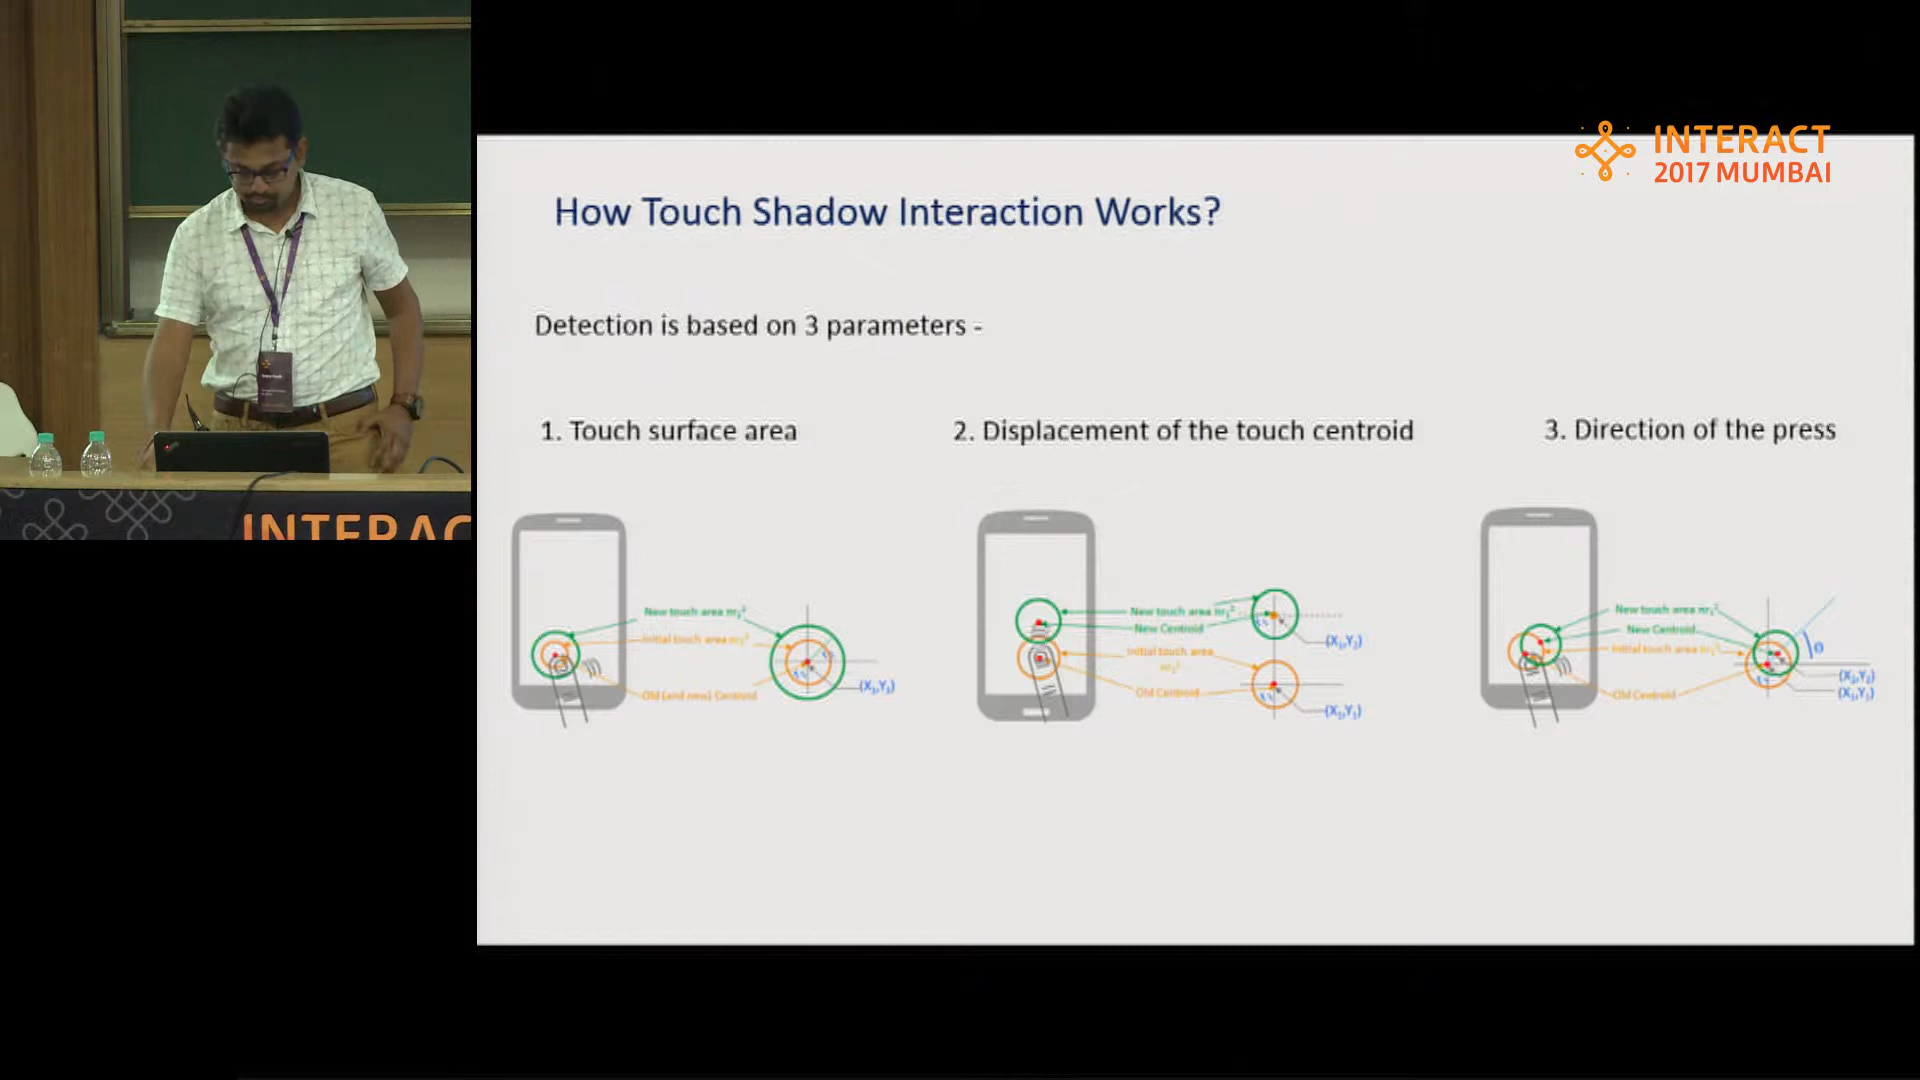 INTERACT
2017 MUMBAI
How Touch Shadow Interaction Works?
Detection is based on 3 parameters -
1. Touch surface area
2. Displacement of the touch centroid
3. Direction of the press
New touch area πr₂²
Initial touch area πr₁²
Old (and new) Centroid
(X₁,Y₁)
New touch area πr₂²
New Centroid
Initial touch area
πr₁²
Old Centroid
(X₂,Y₂)
(X₁,Y₁)
New touch area πr₂²
New Centroid
Initial touch area πr₁²
Old Centroid
θ
(X₂,Y₂)
(X₁,Y₁)
INTERAC